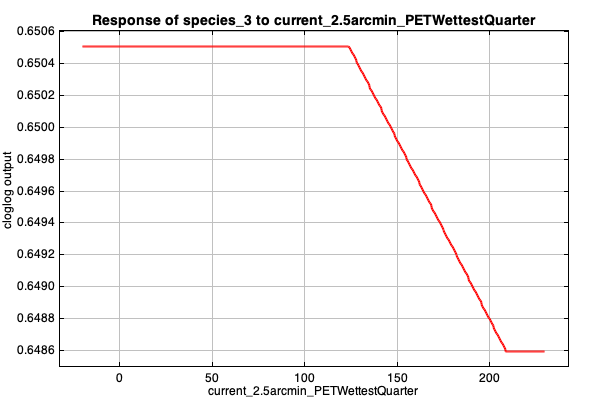 Response of species_3 to current_2.5arcmin_PETWettestQuarter
0.6506
0.6504
0.6502
0.6500
0.6498
0.6496
0.6494
0.6492
0.6490
0.6488
0.6486
cloglog output
0 50 100 150 200
current_2.5arcmin_PETWettestQuarter